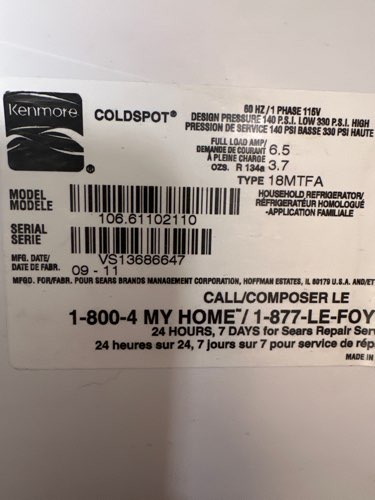 Kenmore
COLDSPOT®
60 HZ/1 PHASE 115V
DESIGN PRESSURE 140 P.S.I. LOW 330 P.S.I. HIGH
PRESSION DE SERVICE 140 PSI BASSE 330 PSI HAUTE
FULL LOAD AMP/
DEMANDE DE COURANT 6.5
À PLEINE CHARGE
OZS. R 134a 3.7
TYPE 18MTFA
HOUSEHOLD REFRIGERATOR/
RÉFRIGÉRATEUR HOMOLOGUÉ
-APPLICATION FAMILIALE
MODEL
MODÈLE
106.61102110
SERIAL
SERIE
VS13686647
MFG. DATE/
DATE DE FABR.
09 - 11
®
MFGD. FOR/FABR. POUR SEARS BRANDS MANAGEMENT CORPORATION, HOFFMAN ESTATES, IL 60179 U.S.A. AND/ET
CALL/COMPOSER LE
1-800-4 MY HOME℠/ 1-877-LE-FOY
24 HOURS, 7 DAYS for Sears Repair Serv
24 heures sur 24, 7 jours sur 7 pour service de rép
MADE IN